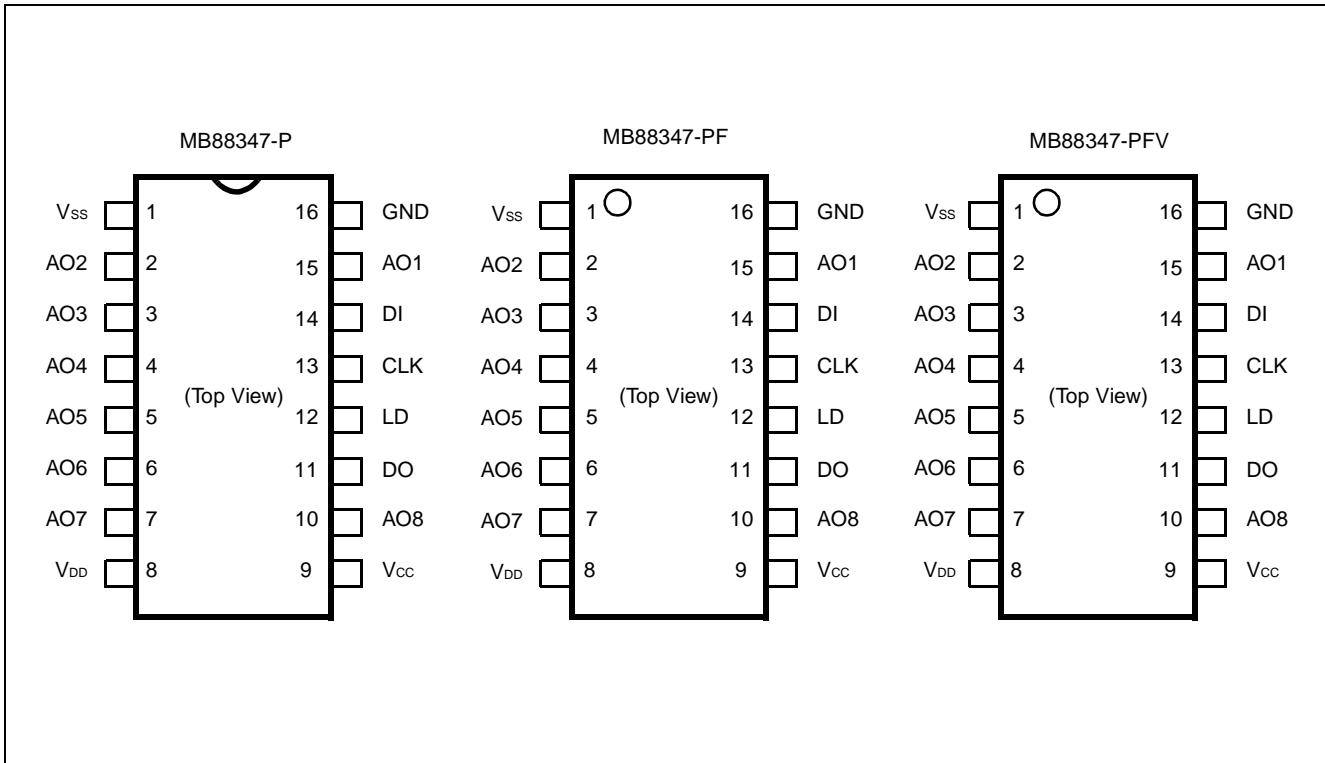 MB88347-P
VSS 1 16 GND
AO2 2 15 AO1
AO3 3 14 DI
AO4 4 13 CLK
(Top View)
AO5 5 12 LD
AO6 6 11 DO
AO7 7 10 AO8
VDD 8 9 VCC
MB88347-PF
VSS 1 16 GND
AO2 2 15 AO1
AO3 3 14 DI
AO4 4 13 CLK
(Top View)
AO5 5 12 LD
AO6 6 11 DO
AO7 7 10 AO8
VDD 8 9 VCC
MB88347-PFV
VSS 1 16 GND
AO2 2 15 AO1
AO3 3 14 DI
AO4 4 13 CLK
(Top View)
AO5 5 12 LD
AO6 6 11 DO
AO7 7 10 AO8
VDD 8 9 VCC